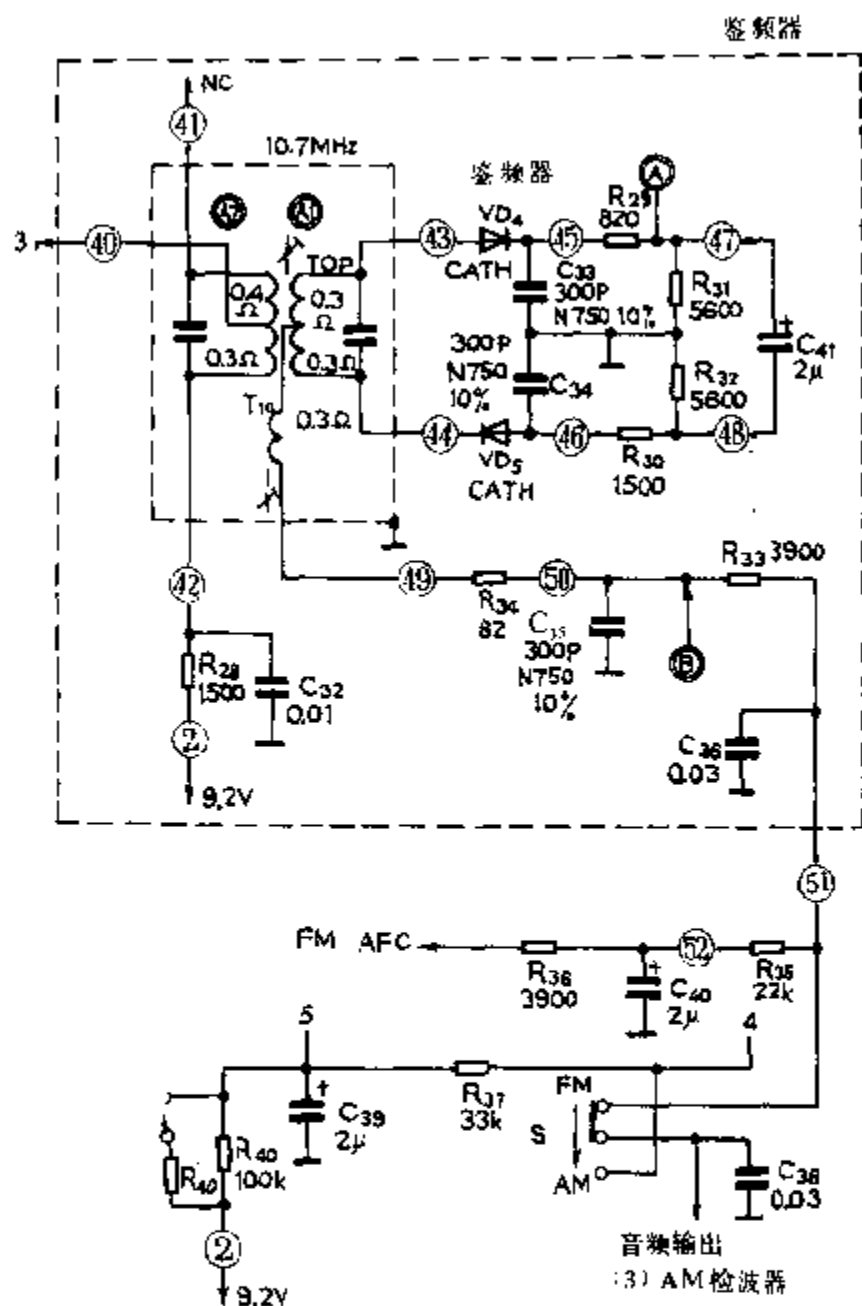 鉴频器
NC
41
10.7MHz
鉴频器
A
R29
820
3
40
A2
A1
43
VD4
45
47
TOP
CATH
C33
300P
N750 10%
R31
5600
0.4
Ω
0.3
Ω
+
C41
2μ
0.3Ω
0.3Ω
300P
N750
10%
C34
R32
5600
T10
0.3Ω
44
VD5
CATH
46
R30
1500
48
42
49
R34
82
50
R33 3900
C35
300P
N750
10%
B
R28
1500
C32
0.01
2
9.2V
C36
0.03
51
FM AFC
R36
3900
+
C40
2μ
52
R35
22k
5
4
+
C39
2μ
R37
33k
FM
S
AM
R40
R40
100k
C38
0.03
2
9.2V
音频输出
(3) AM检波器